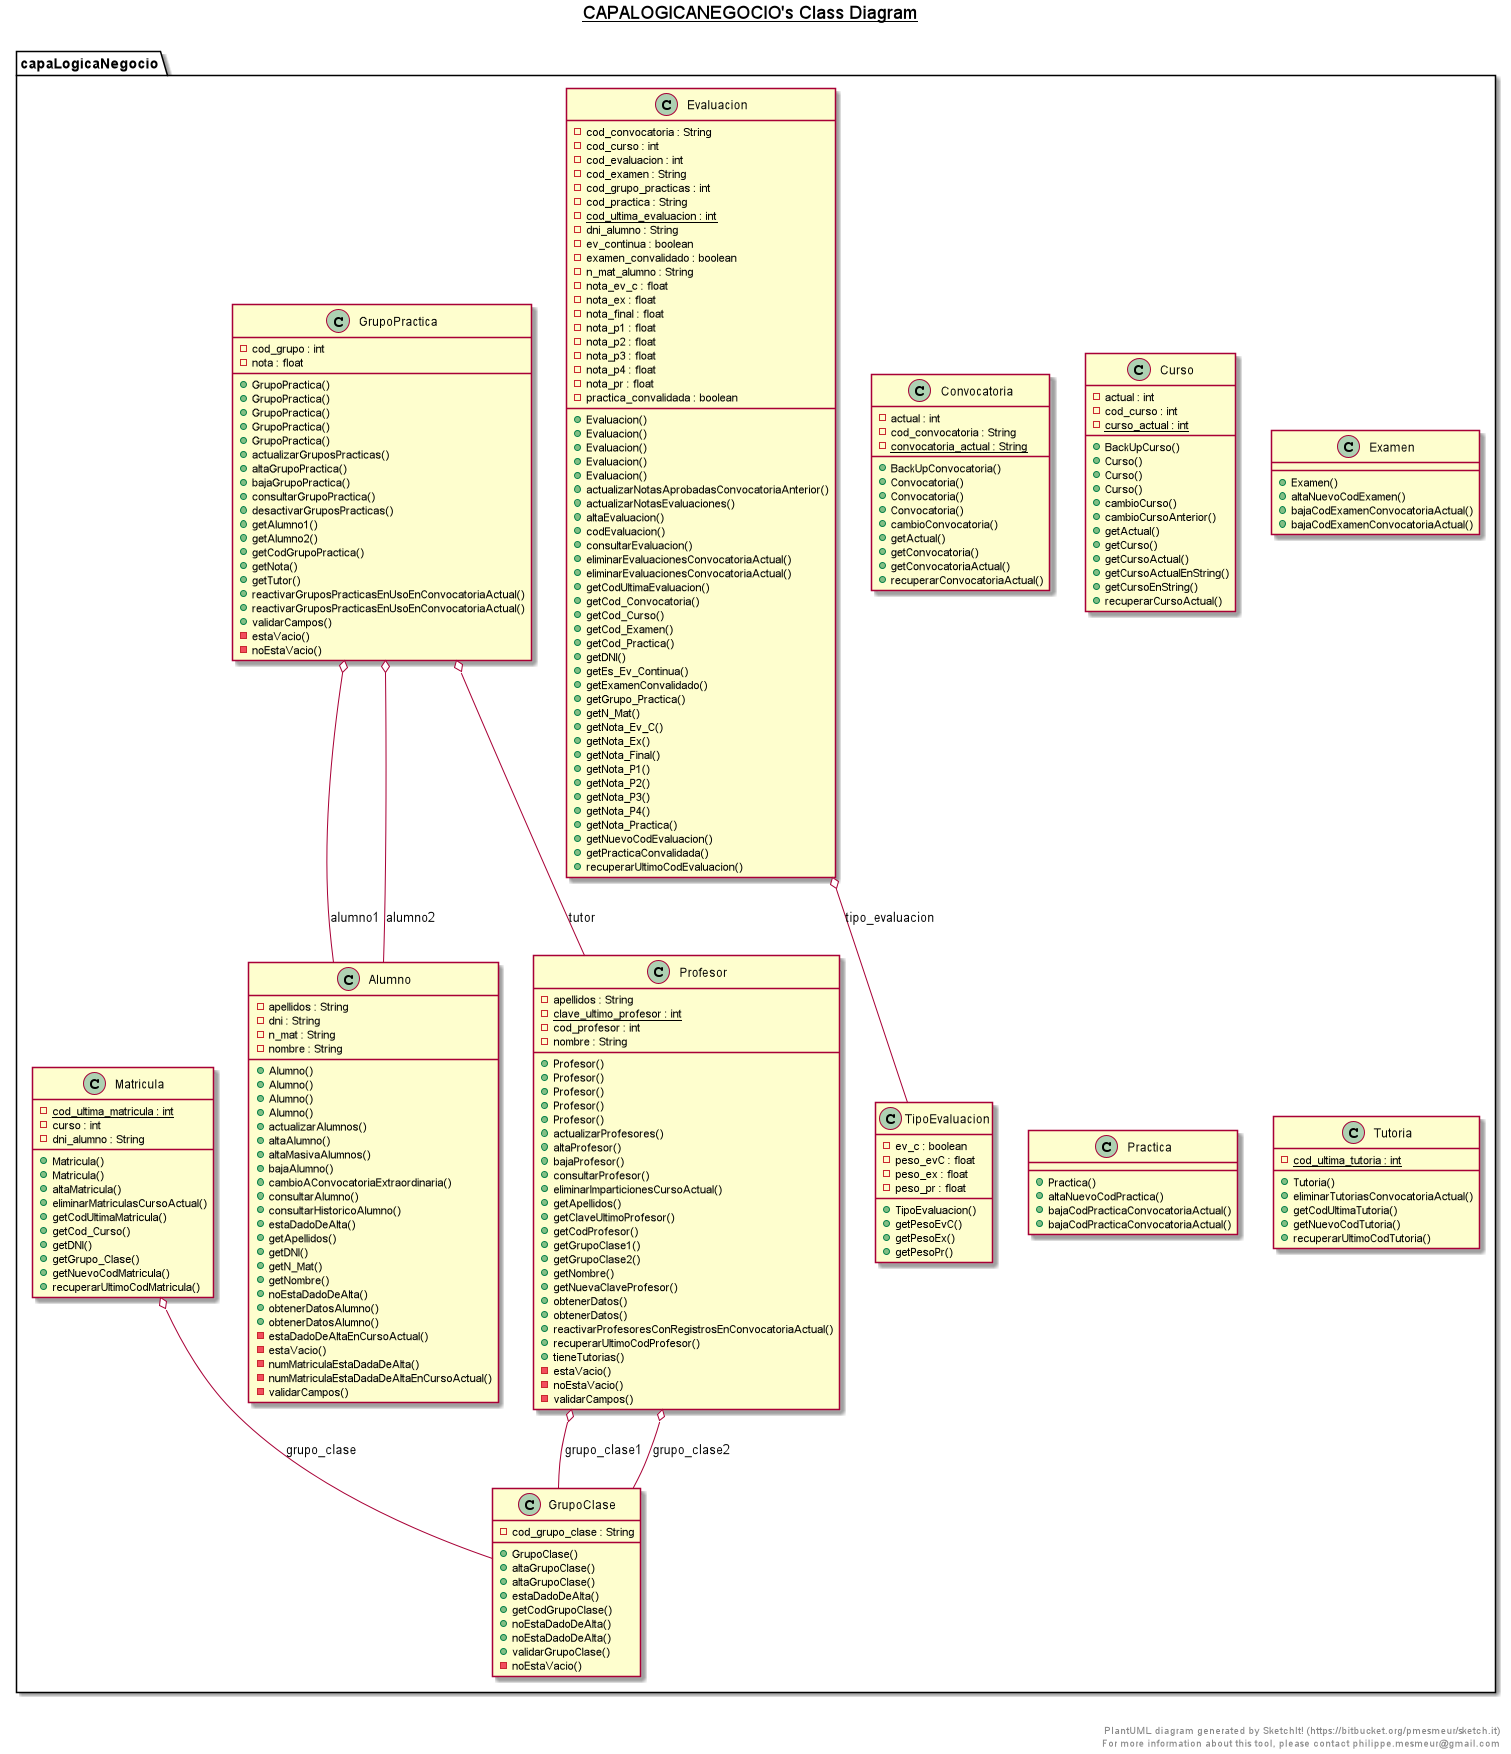 CAPALOGICANEGOCIO's Class Diagram
capaLogicaNegocio
C Evaluacion
cod_convocatoria : String
cod_curso : int
cod_evaluacion : int
cod_examen : String
cod_grupo_practicas : int
cod_practica : String
cod_ultima_evaluacion : int
dni_alumno : String
ev_continua : boolean
examen_convalidado : boolean
n_mat_alumno : String
nota_ev_c : float
nota_ex : float
nota_final : float
nota_p1 : float
nota_p2 : float
nota_p3 : float
nota_p4 : float
nota_pr : float
practica_convalidada : boolean
Evaluacion()
Evaluacion()
Evaluacion()
Evaluacion()
Evaluacion()
actualizarNotasAprobadasConvocatoriaAnterior()
actualizarNotasEvaluaciones()
altaEvaluacion()
codEvaluacion()
consultarEvaluacion()
eliminarEvaluacionesConvocatoriaActual()
eliminarEvaluacionesConvocatoriaActual()
getCodUltimaEvaluacion()
getCod_Convocatoria()
getCod_Curso()
getCod_Examen()
getCod_Practica()
getDNI()
getEs_Ev_Continua()
getExamenConvalidado()
getGrupo_Practica()
getN_Mat()
getNota_Ev_C()
getNota_Ex()
getNota_Final()
getNota_P1()
getNota_P2()
getNota_P3()
getNota_P4()
getNota_Practica()
getNuevoCodEvaluacion()
getPracticaConvalidada()
recuperarUltimoCodEvaluacion()
C GrupoPractica
cod_grupo : int
nota : float
GrupoPractica()
GrupoPractica()
GrupoPractica()
GrupoPractica()
GrupoPractica()
actualizarGruposPracticas()
altaGrupoPractica()
bajaGrupoPractica()
consultarGrupoPractica()
desactivarGruposPracticas()
getAlumno1()
getAlumno2()
getCodGrupoPractica()
getNota()
getTutor()
reactivarGruposPracticasEnUsoEnConvocatoriaActual()
reactivarGruposPracticasEnUsoEnConvocatoriaActual()
validarCampos()
estaVacio()
noEstaVacio()
C Convocatoria
actual : int
cod_convocatoria : String
convocatoria_actual : String
BackUpConvocatoria()
Convocatoria()
Convocatoria()
Convocatoria()
cambioConvocatoria()
getActual()
getConvocatoria()
getConvocatoriaActual()
recuperarConvocatoriaActual()
C Curso
actual : int
cod_curso : int
curso_actual : int
BackUpCurso()
Curso()
Curso()
Curso()
cambioCurso()
cambioCursoAnterior()
getActual()
getCurso()
getCursoActual()
getCursoActualEnString()
getCursoEnString()
recuperarCursoActual()
C Examen
Examen()
altaNuevoCodExamen()
bajaCodExamenConvocatoriaActual()
bajaCodExamenConvocatoriaActual()
alumno1
alumno2
tutor
tipo_evaluacion
C Matricula
cod_ultima_matricula : int
curso : int
dni_alumno : String
Matricula()
Matricula()
altaMatricula()
eliminarMatriculasCursoActual()
getCodUltimaMatricula()
getCod_Curso()
getDNI()
getGrupo_Clase()
getNuevoCodMatricula()
recuperarUltimoCodMatricula()
C Alumno
apellidos : String
dni : String
n_mat : String
nombre : String
Alumno()
Alumno()
Alumno()
Alumno()
actualizarAlumnos()
altaAlumno()
altaMasivaAlumnos()
bajaAlumno()
cambioAConvocatoriaExtraordinaria()
consultarAlumno()
consultarHistoricoAlumno()
estaDadoDeAlta()
getApellidos()
getDNI()
getN_Mat()
getNombre()
noEstaDadoDeAlta()
obtenerDatosAlumno()
obtenerDatosAlumno()
estaDadoDeAltaEnCursoActual()
estaVacio()
numMatriculaEstaDadaDeAlta()
numMatriculaEstaDadaDeAltaEnCursoActual()
validarCampos()
C Profesor
apellidos : String
clave_ultimo_profesor : int
cod_profesor : int
nombre : String
Profesor()
Profesor()
Profesor()
Profesor()
Profesor()
actualizarProfesores()
altaProfesor()
bajaProfesor()
consultarProfesor()
eliminarImparticionesCursoActual()
getApellidos()
getClaveUltimoProfesor()
getCodProfesor()
getGrupoClase1()
getGrupoClase2()
getNombre()
getNuevaClaveProfesor()
obtenerDatos()
obtenerDatos()
reactivarProfesoresConRegistrosEnConvocatoriaActual()
recuperarUltimoCodProfesor()
tieneTutorias()
estaVacio()
noEstaVacio()
validarCampos()
C TipoEvaluacion
ev_c : boolean
peso_evC : float
peso_ex : float
peso_pr : float
TipoEvaluacion()
getPesoEvC()
getPesoEx()
getPesoPr()
C Practica
Practica()
altaNuevoCodPractica()
bajaCodPracticaConvocatoriaActual()
bajaCodPracticaConvocatoriaActual()
C Tutoria
cod_ultima_tutoria : int
Tutoria()
eliminarTutoriasConvocatoriaActual()
getCodUltimaTutoria()
getNuevoCodTutoria()
recuperarUltimoCodTutoria()
grupo_clase
grupo_clase1
grupo_clase2
C GrupoClase
cod_grupo_clase : String
GrupoClase()
altaGrupoClase()
altaGrupoClase()
estaDadoDeAlta()
getCodGrupoClase()
noEstaDadoDeAlta()
noEstaDadoDeAlta()
validarGrupoClase()
noEstaVacio()
PlantUML diagram generated by SketchIt! (https://bitbucket.org/pmesmeur/sketch.it)
For more information about this tool, please contact philippe.mesmeur@gmail.com